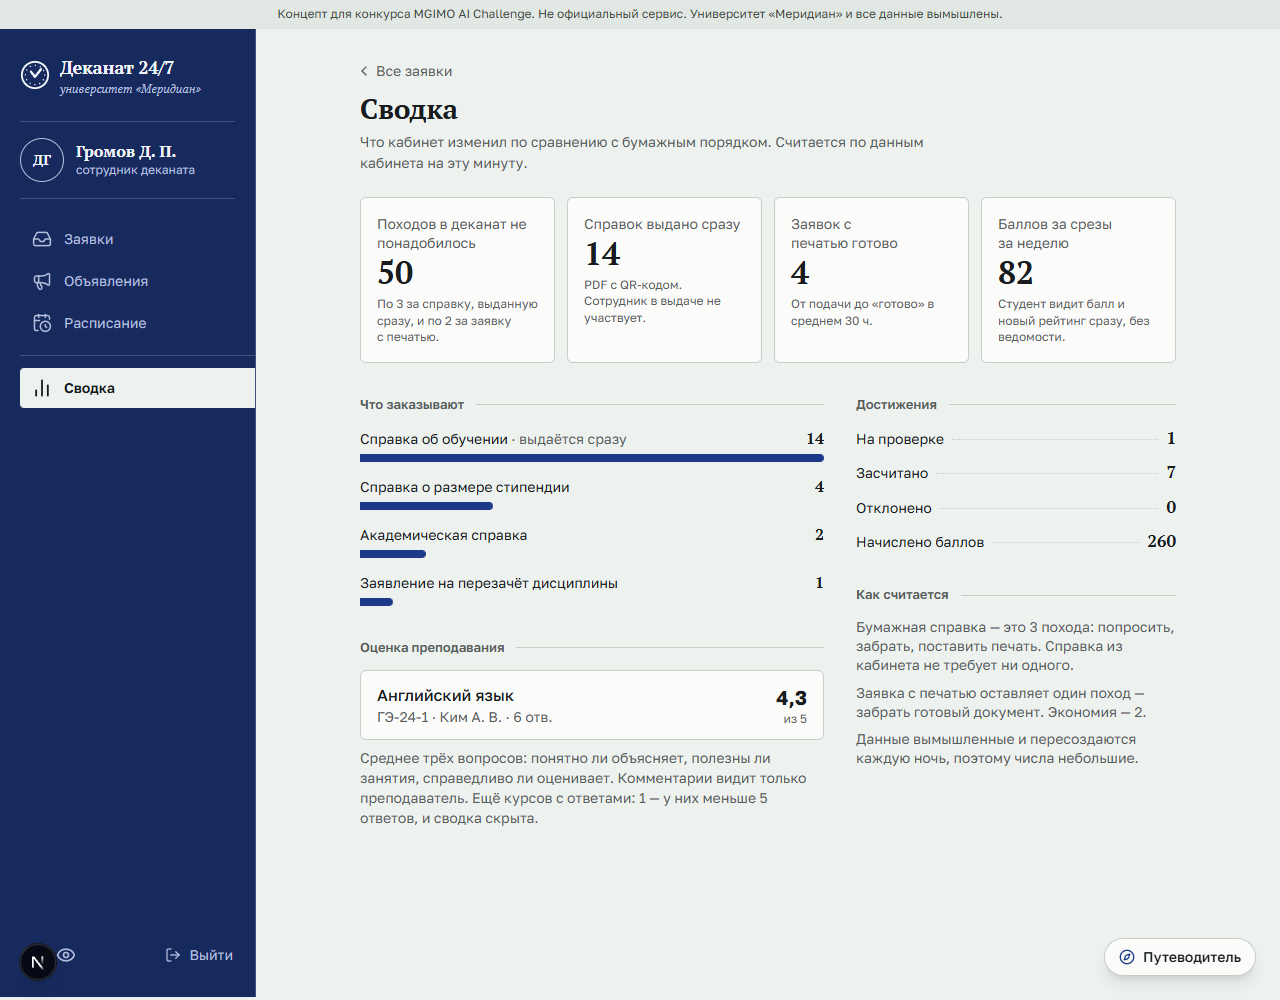 Концепт для конкурса MGIMO AI Challenge. Не официальный сервис. Университет «Меридиан» и все данные вымышлены.
Деканат 24/7
университет «Меридиан»
ДГ
Громов Д. П.
сотрудник деканата
Заявки
Объявления
Расписание
Сводка
N
Выйти
Все заявки
Сводка
Что кабинет изменил по сравнению с бумажным порядком. Считается по данным
кабинета на эту минуту.
Походов в деканат не
понадобилось
50
По 3 за справку, выданную
сразу, и по 2 за заявку
с печатью.
Справок выдано сразу
14
PDF с QR-кодом.
Сотрудник в выдаче не
участвует.
Заявок с
печатью готово
4
От подачи до «готово» в
среднем 30 ч.
Баллов за срезы
за неделю
82
Студент видит балл и
новый рейтинг сразу, без
ведомости.
Что заказывают
Справка об обучении · выдаётся сразу 14
Справка о размере стипендии 4
Академическая справка 2
Заявление на перезачёт дисциплины 1
Оценка преподавания
Английский язык 4,3
ГЭ-24-1 · Ким А. В. · 6 отв. из 5
Среднее трёх вопросов: понятно ли объясняет, полезны ли
занятия, справедливо ли оценивает. Комментарии видит только
преподаватель. Ещё курсов с ответами: 1 — у них меньше 5
ответов, и сводка скрыта.
Достижения
На проверке 1
Засчитано 7
Отклонено 0
Начислено баллов 260
Как считается
Бумажная справка — это 3 похода: попросить,
забрать, поставить печать. Справка из
кабинета не требует ни одного.
Заявка с печатью оставляет один поход —
забрать готовый документ. Экономия — 2.
Данные вымышленные и пересоздаются
каждую ночь, поэтому числа небольшие.
Путеводитель